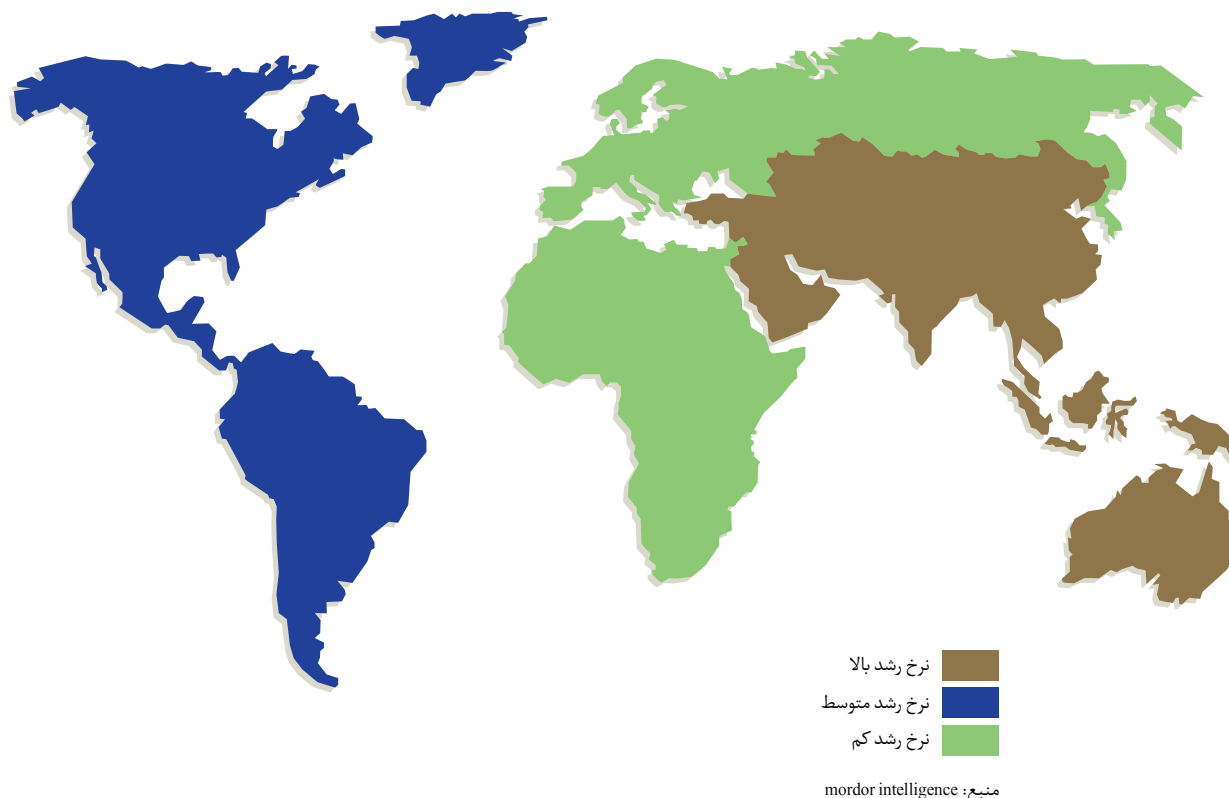 نرخ رشد بالا
نرخ رشد متوسط
نرخ رشد کم
منبع: mordor intelligence